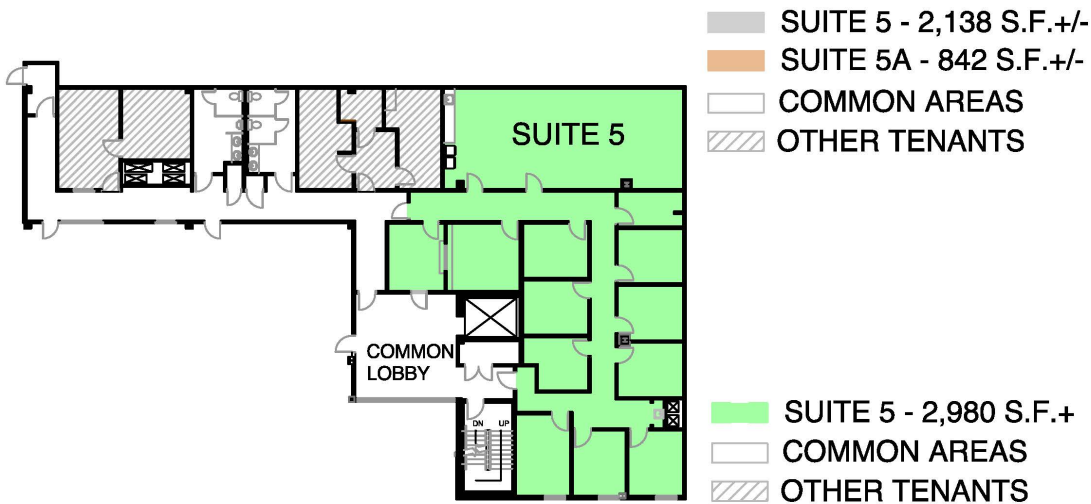 SUITE 5 - 2,138 S.F.+/-
SUITE 5A - 842 S.F.+/-
COMMON AREAS
OTHER TENANTS
SUITE 5
COMMON
LOBBY
DN UP
SUITE 5 - 2,980 S.F.+
COMMON AREAS
OTHER TENANTS